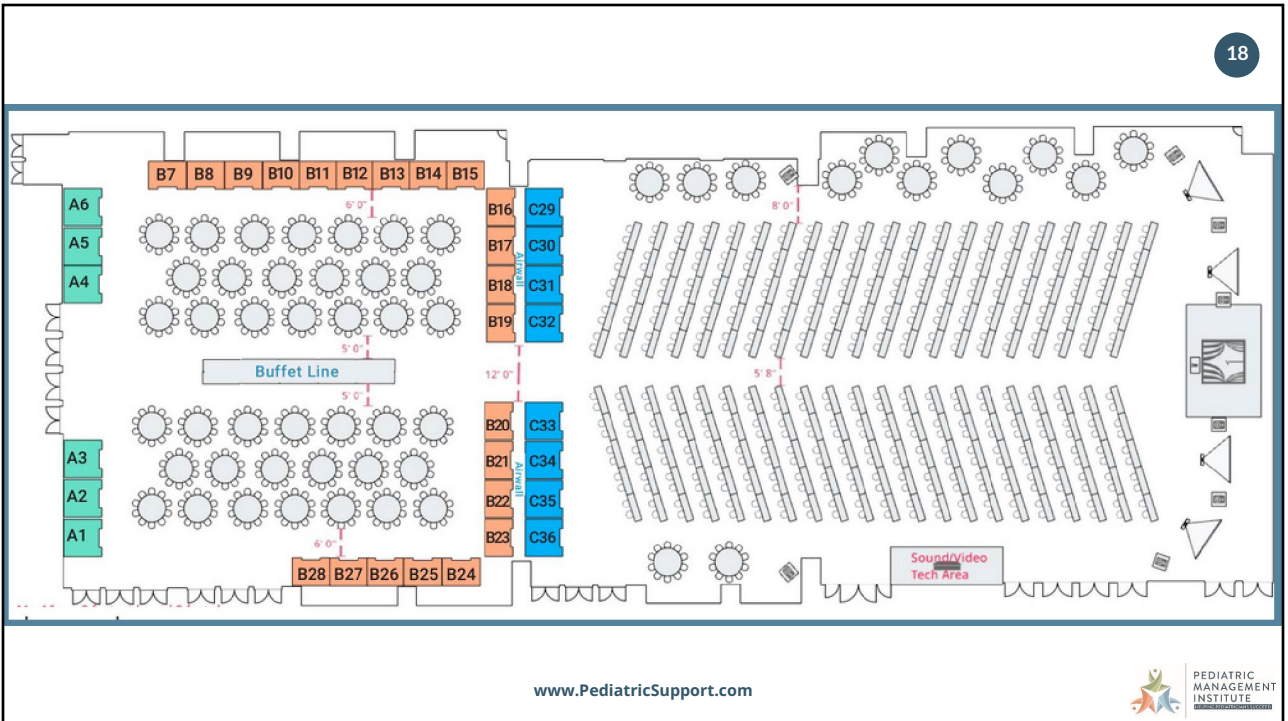 18
B7 B8 B9 B10 B11 B12 B13 B14 B15
A6
A5
A4
B16
B17
B18
B19
Airwall
C29
C30
C31
C32
6' 0"
8' 0"
5' 0"
Buffet Line
5' 0"
12' 0"
5' 8"
A3
A2
A1
B20
B21
B22
B23
Airwall
C33
C34
C35
C36
6' 0"
B28 B27 B26 B25 B24
Sound/Video
Tech Area
www.PediatricSupport.com
PEDIATRIC
MANAGEMENT
INSTITUTE
HELPING PEDIATRICIANS SUCCEED